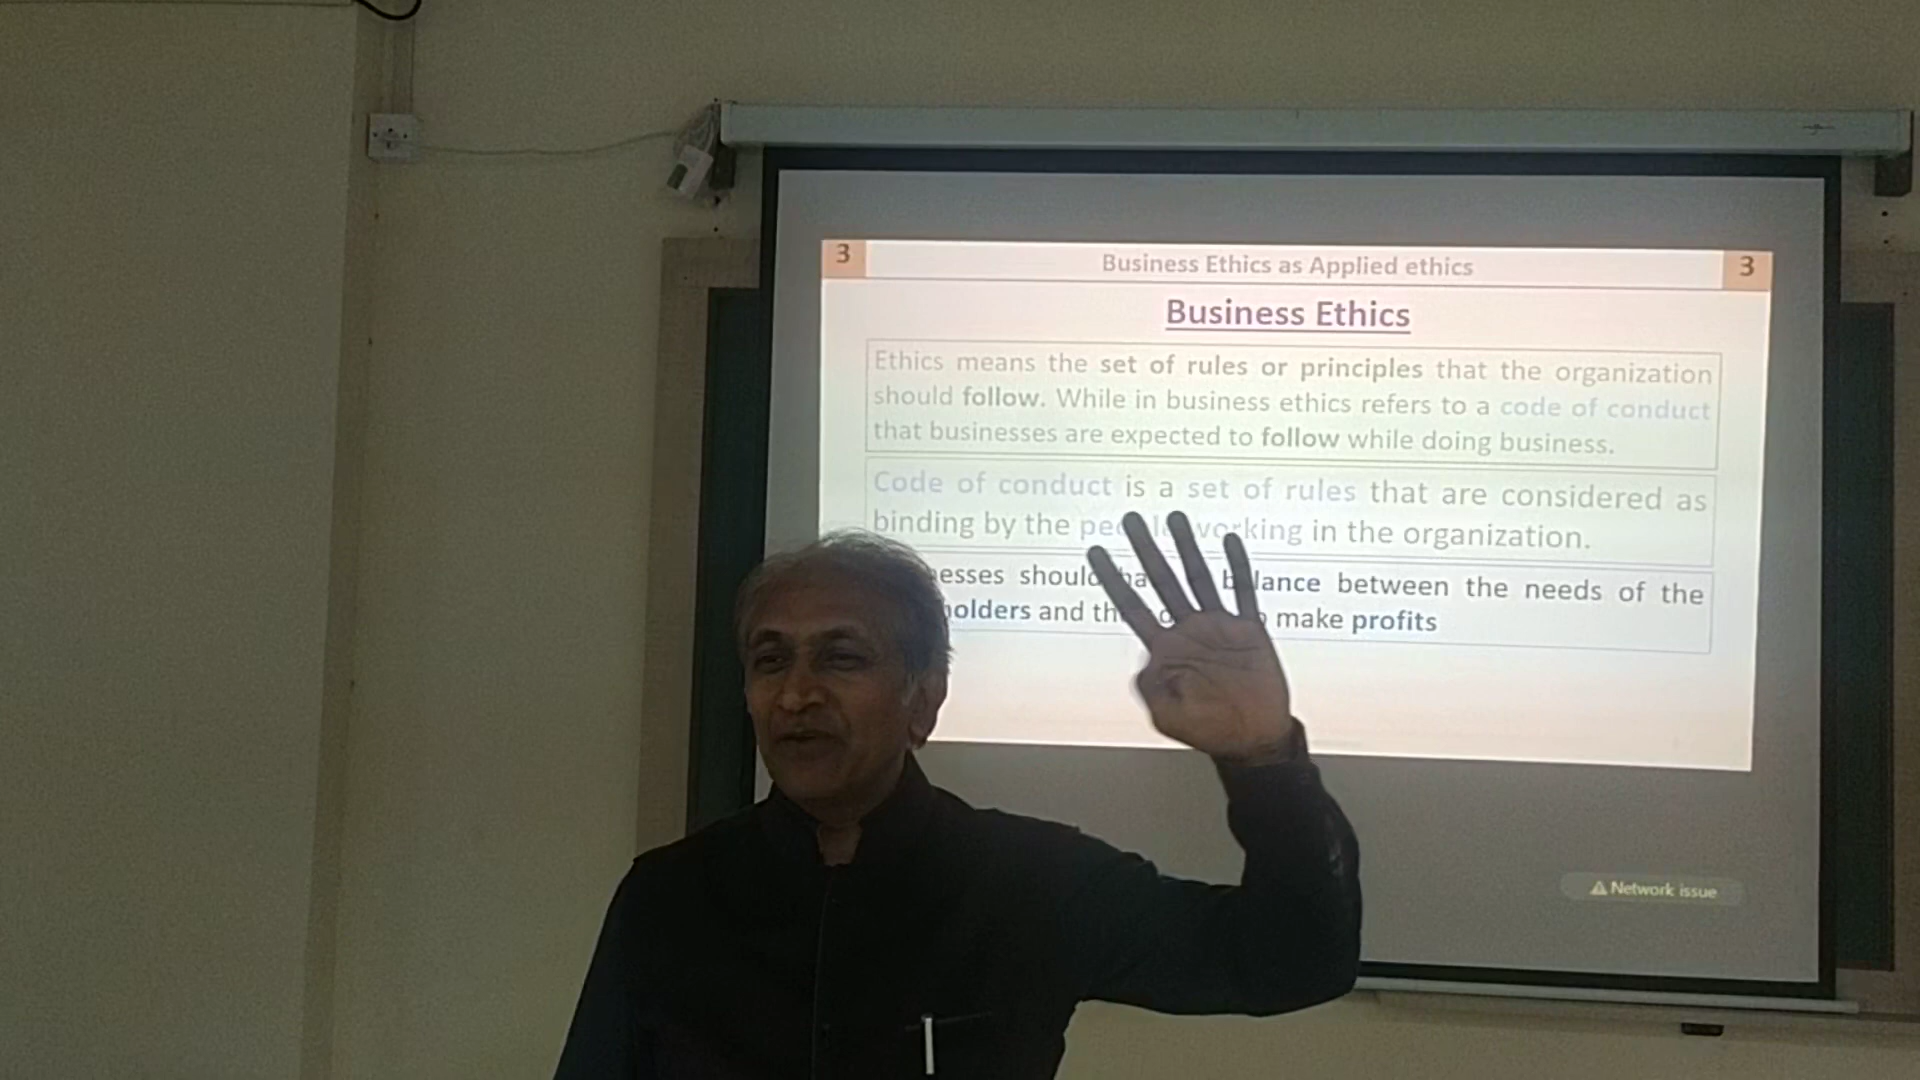 3 Business Ethics as Applied ethics 3
Business Ethics
Ethics means the set of rules or principles that the organization
should follow. While in business ethics refers to a code of conduct
that businesses are expected to follow while doing business.
Code of conduct is a set of rules that are considered as
binding by the working in the organization.
should between the needs of the
and make profits
Network issue